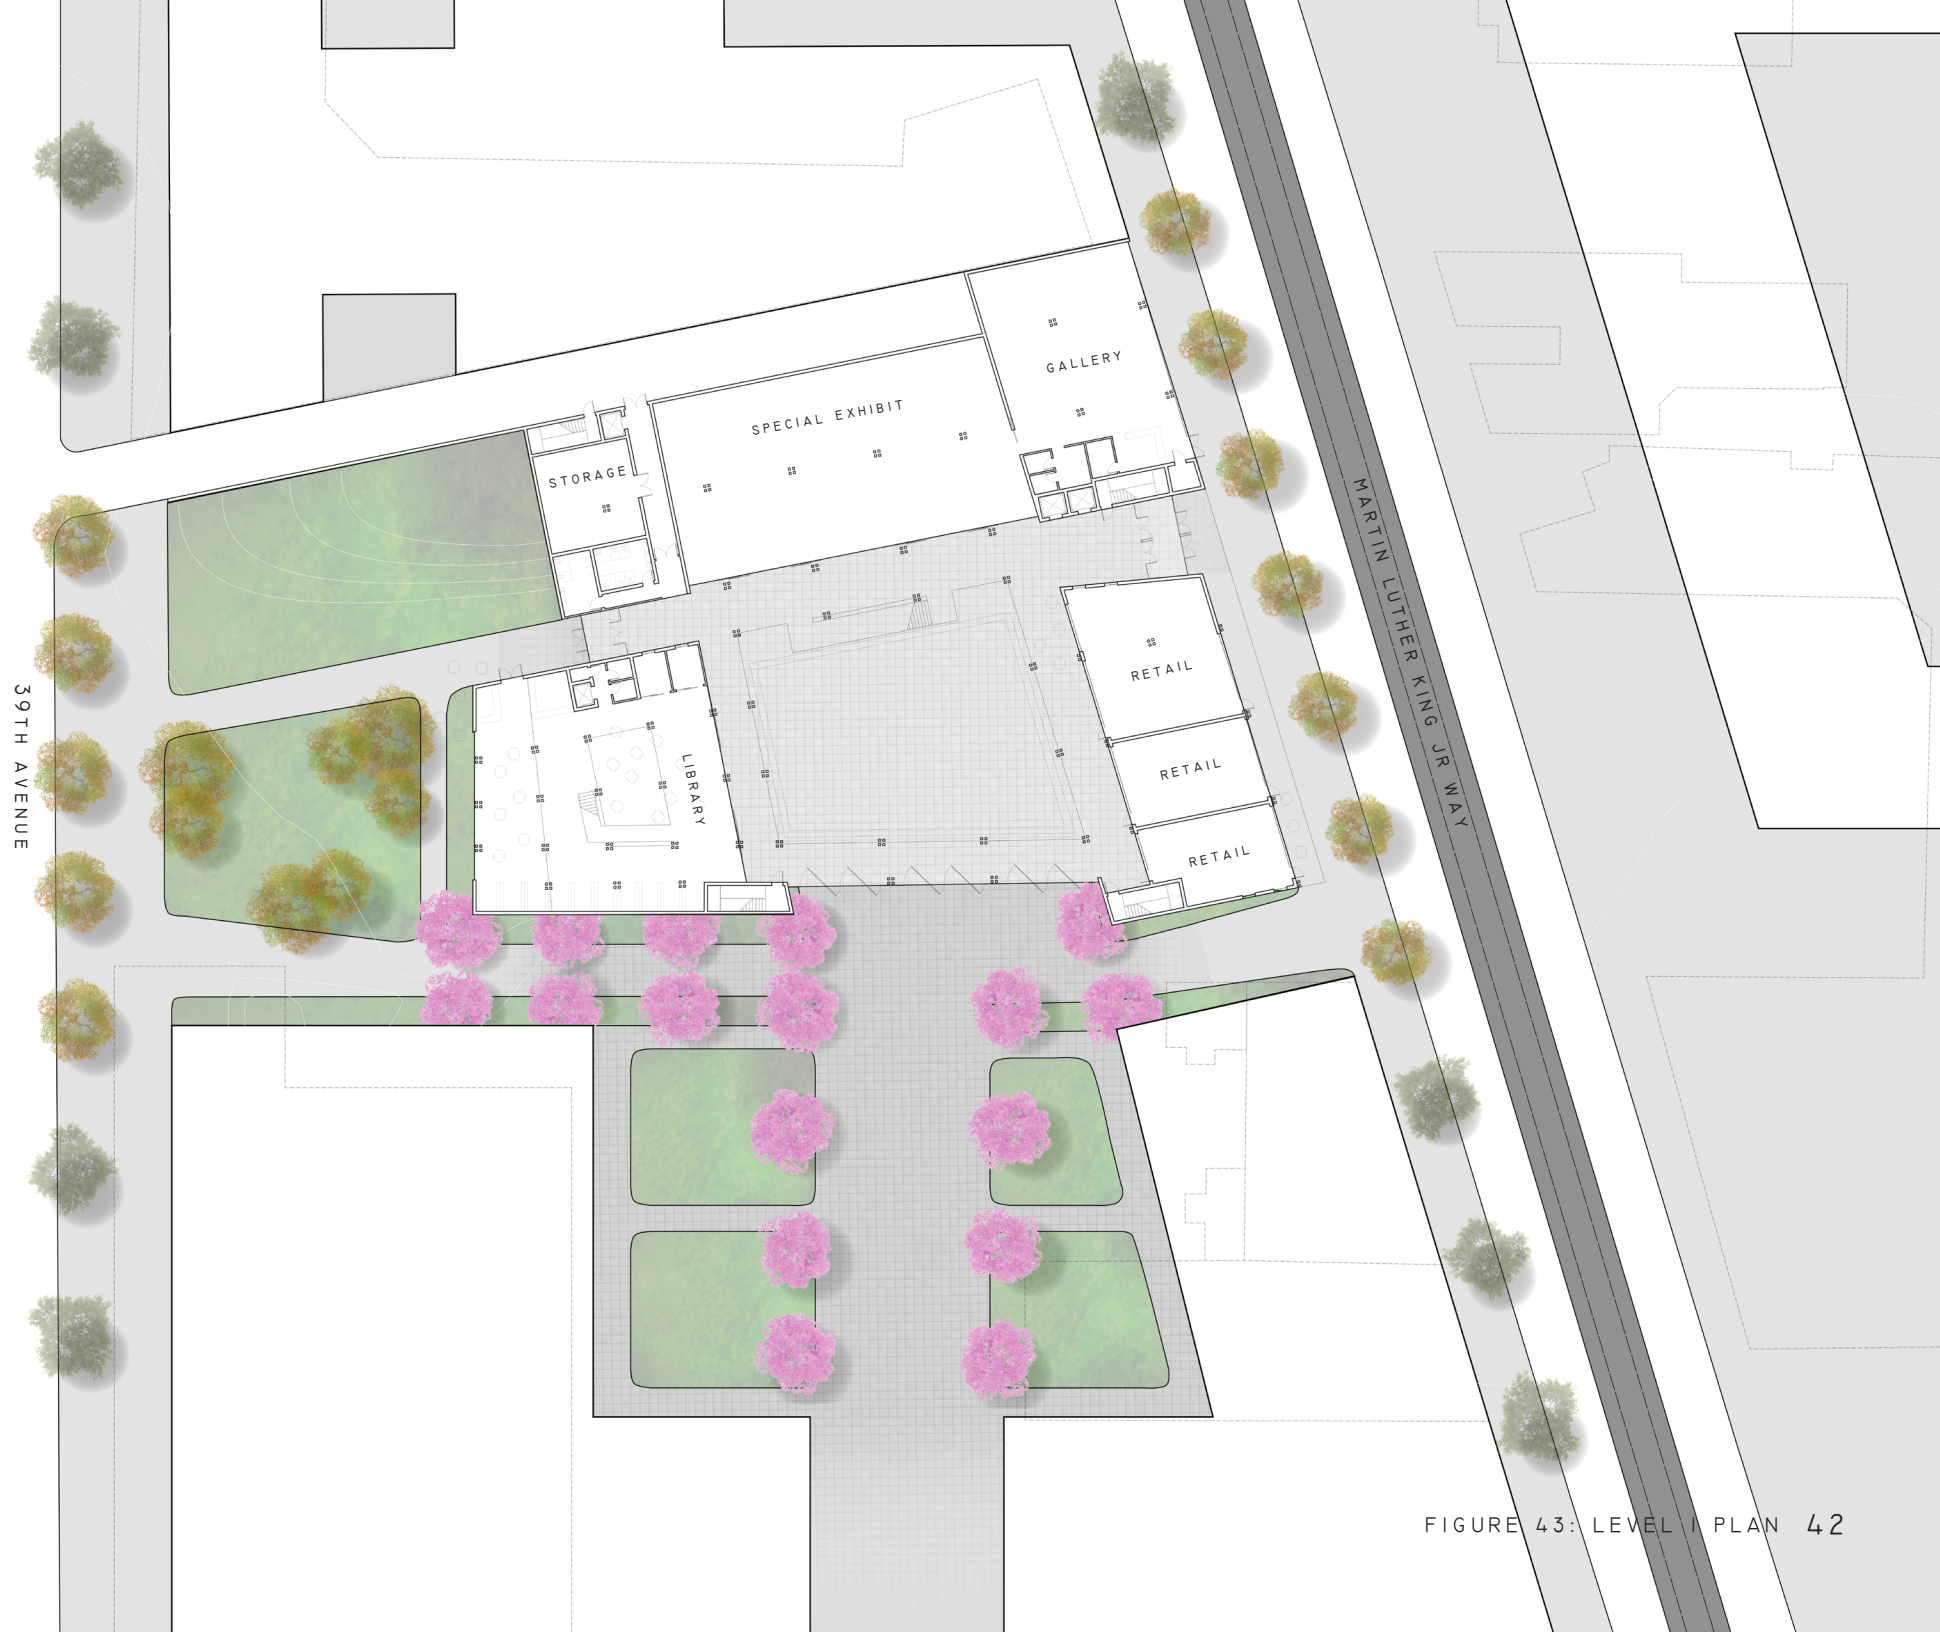 GALLERY
SPECIAL EXHIBIT
STORAGE
MARTIN LUTHER KING JR WAY
RETAIL
39TH AVENUE
LIBRARY
RETAIL
RETAIL
FIGURE 43: LEVEL 1 PLAN 42